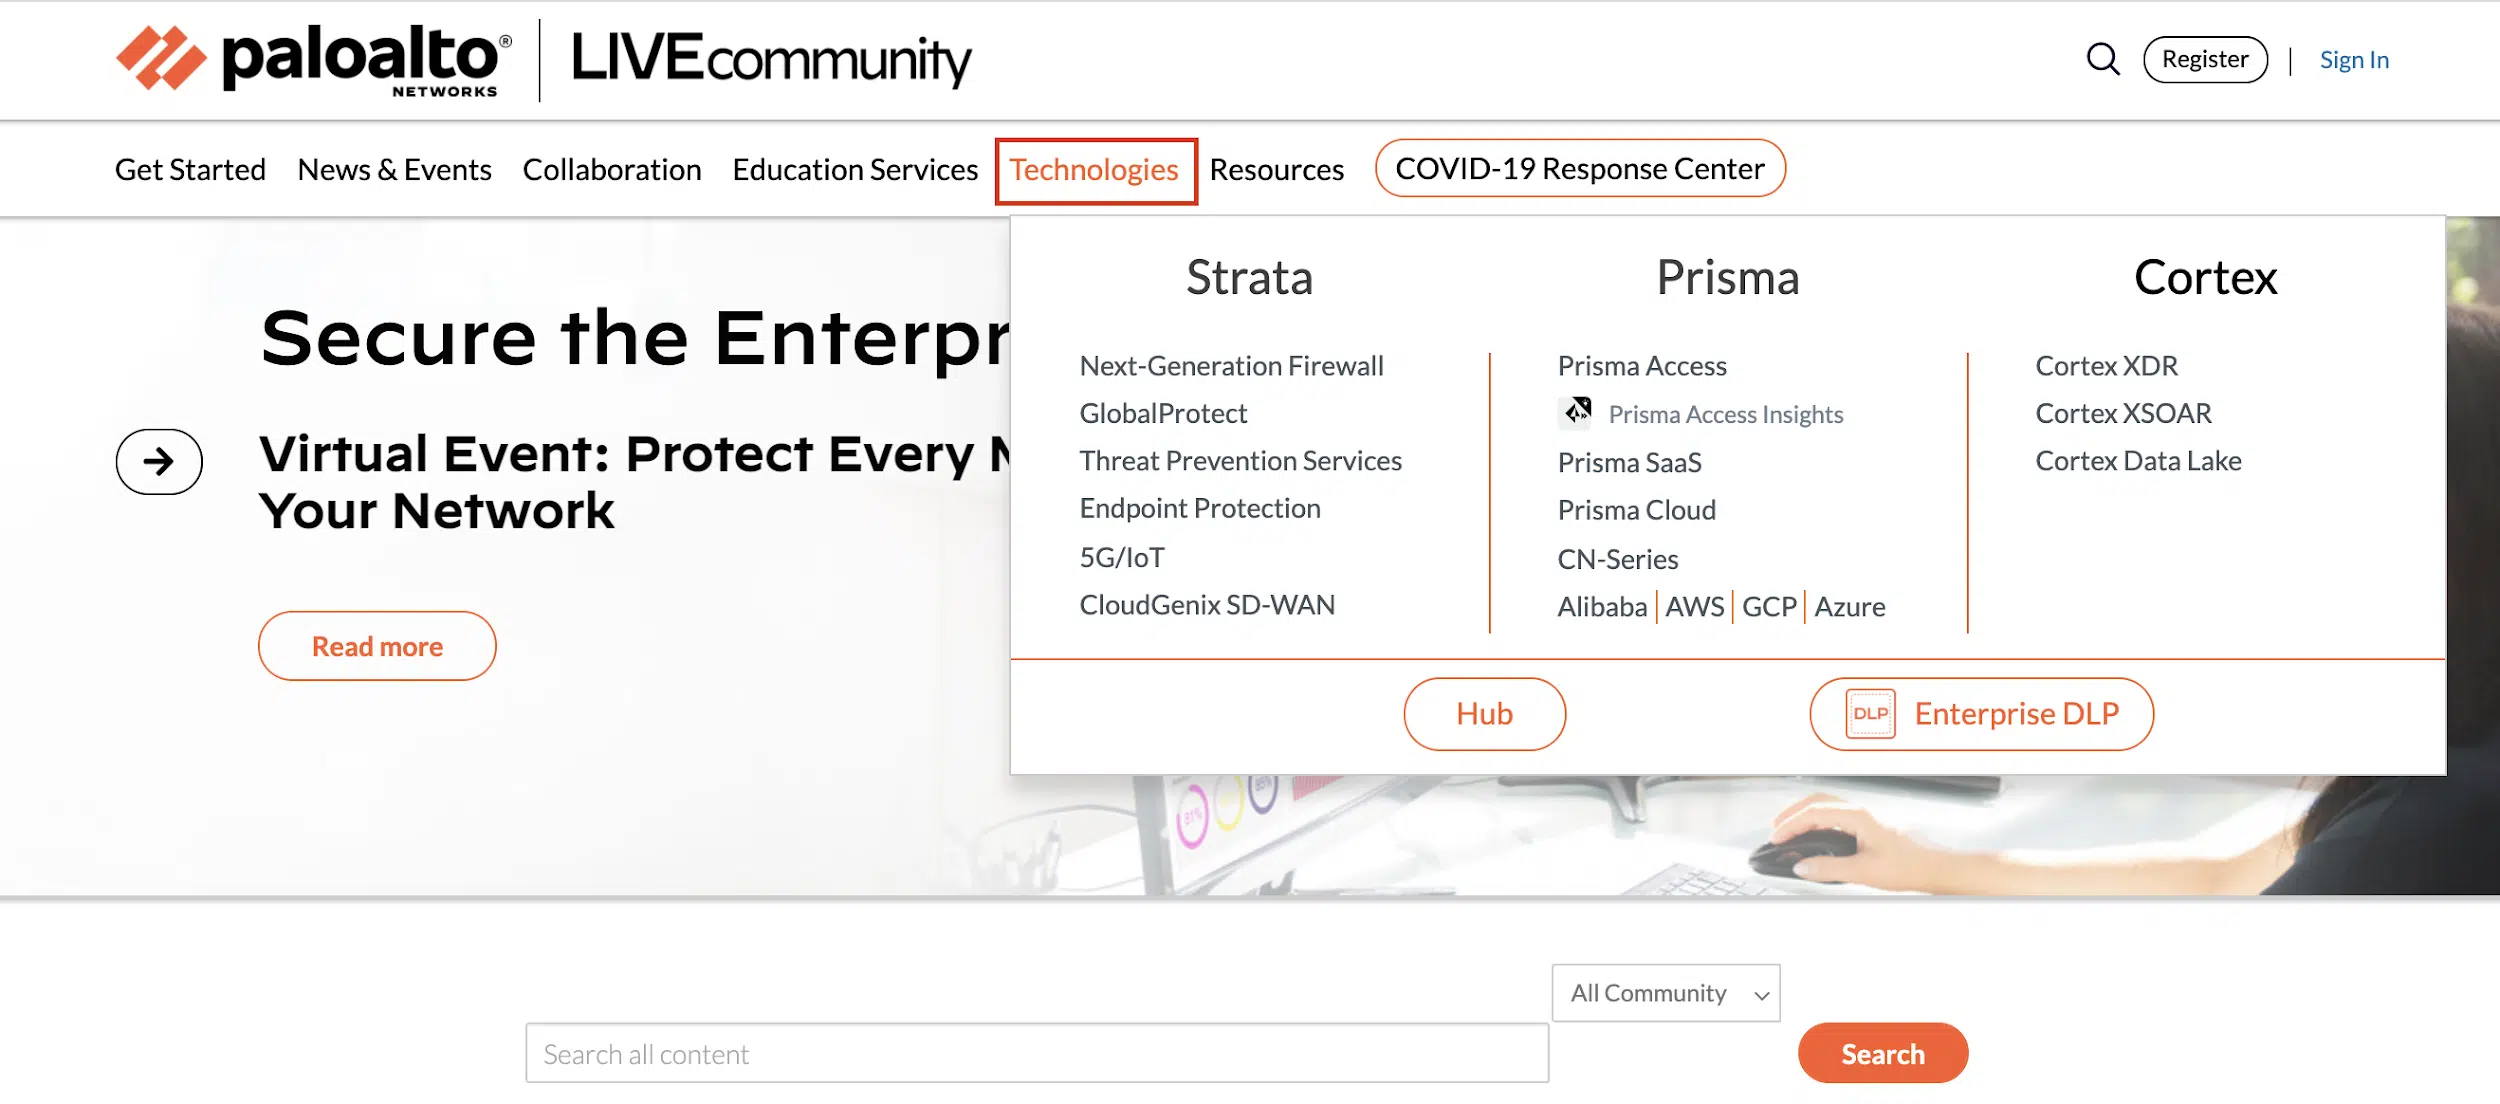 paloalto® NETWORKS LIVEcommunity
Register | Sign In
Get Started News & Events Collaboration Education Services Technologies Resources COVID-19 Response Center
Secure the Enterpr
Virtual Event: Protect Every
Your Network
Read more
Strata
Next-Generation Firewall
GlobalProtect
Threat Prevention Services
Endpoint Protection
5G/IoT
CloudGenix SD-WAN
Prisma
Prisma Access
Prisma Access Insights
Prisma SaaS
Prisma Cloud
CN-Series
Alibaba | AWS | GCP | Azure
Cortex
Cortex XDR
Cortex XSOAR
Cortex Data Lake
Hub
DLP Enterprise DLP
81%
All Community
Search all content
Search